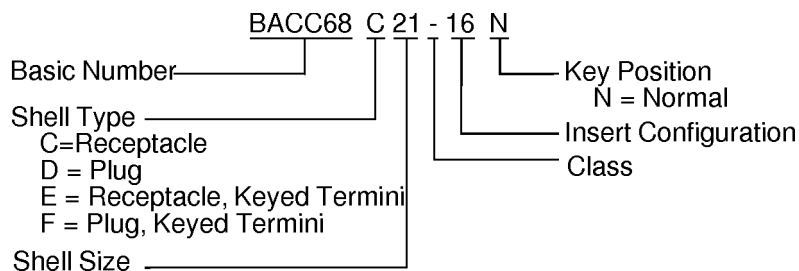 BACC68 C 21 - 16 N
Basic Number
Key Position
N = Normal
Shell Type
C=Receptacle
D = Plug
E = Receptacle, Keyed Termini
F = Plug, Keyed Termini
Insert Configuration
Class
Shell Size